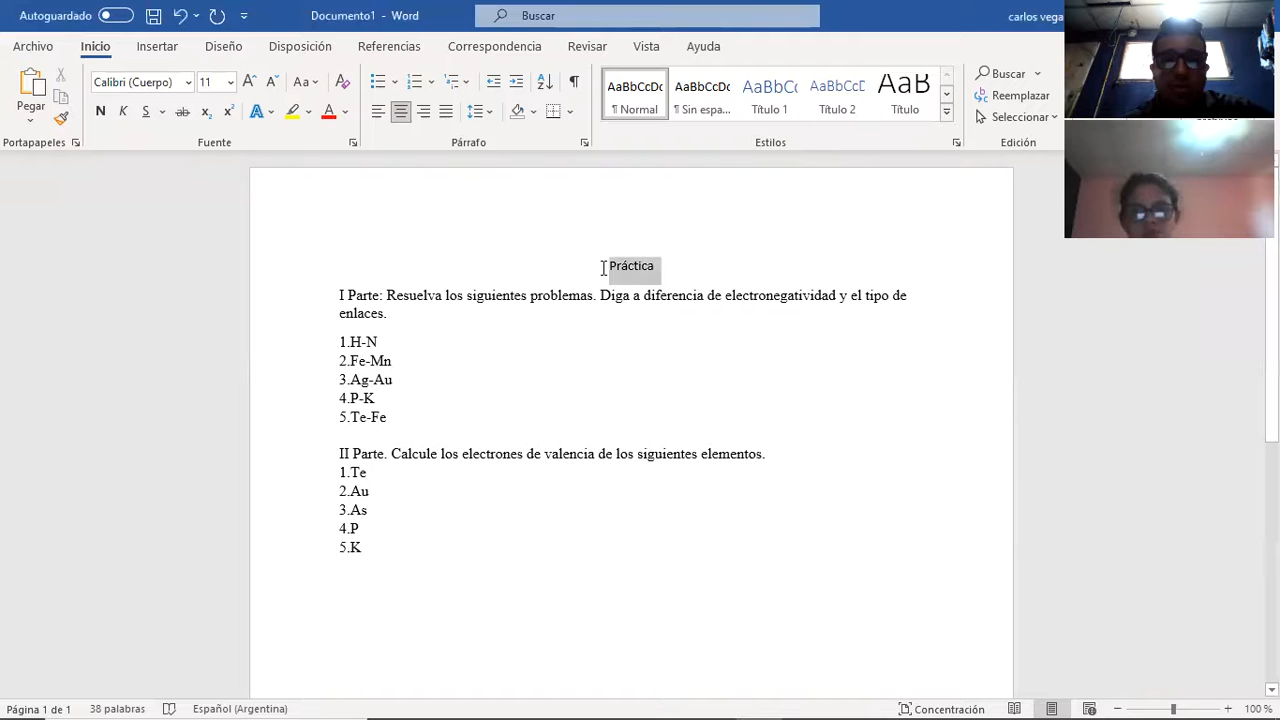 Autoguardado
Documento1 - Word
Buscar
carlos vega
Archivo Inicio Insertar Diseño Disposición Referencias Correspondencia Revisar Vista Ayuda
Pegar
Calibri (Cuerpo) 11
N K S ab x₂ x²
AaBbCcDc AaBbCcDc AaBbCc AaBbCcD AaB
¶ Normal ¶ Sin espa... Título 1 Título 2 Título
Buscar
Reemplazar
Seleccionar
Portapapeles Fuente Párrafo Estilos Edición
Práctica
I Parte: Resuelva los siguientes problemas. Diga a diferencia de electronegatividad y el tipo de
enlaces.
1.H-N
2.Fe-Mn
3.Ag-Au
4.P-K
5.Te-Fe
II Parte. Calcule los electrones de valencia de los siguientes elementos.
1.Te
2.Au
3.As
4.P
5.K
Página 1 de 1 38 palabras Español (Argentina) Concentración 100 %